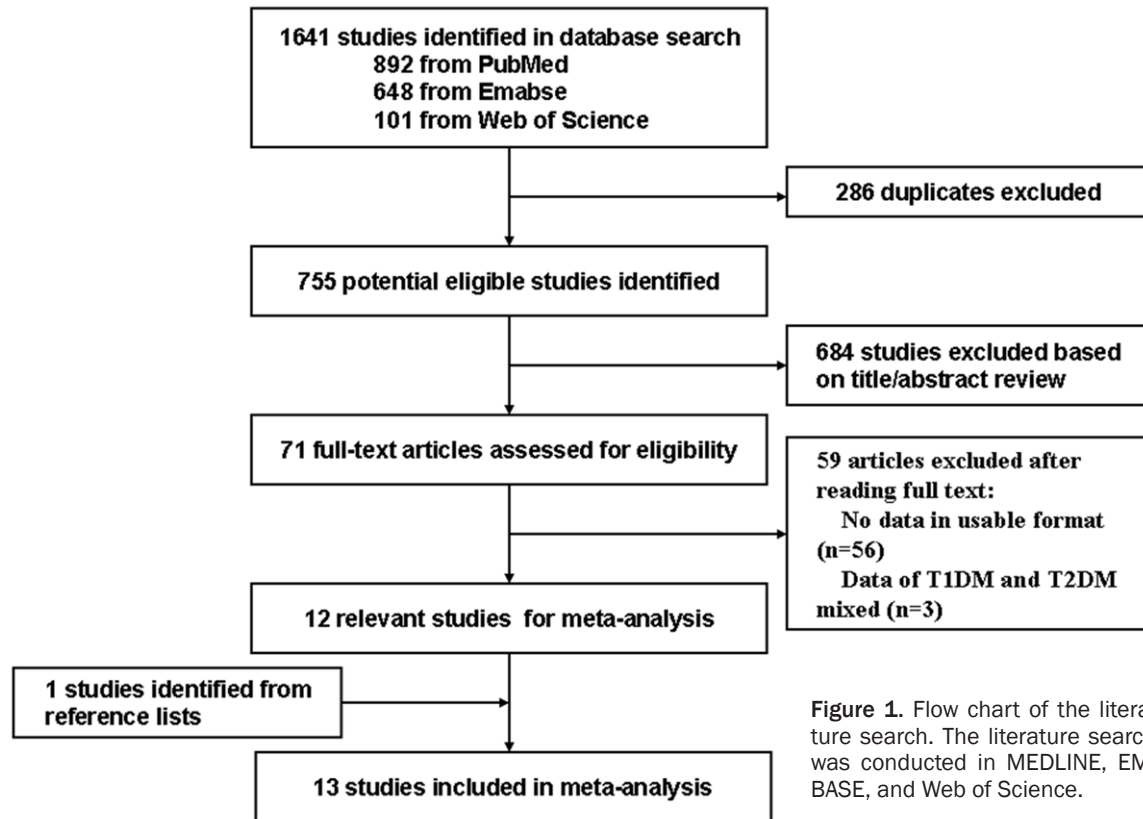 1641 studies identified in database search
892 from PubMed
648 from Emabse
101 from Web of Science
286 duplicates excluded
755 potential eligible studies identified
684 studies excluded based
on title/abstract review
71 full-text articles assessed for eligibility
59 articles excluded after
reading full text:
No data in usable format
(n=56)
Data of T1DM and T2DM
mixed (n=3)
12 relevant studies for meta-analysis
1 studies identified from
reference lists
13 studies included in meta-analysis
Figure 1. Flow chart of the litera
ture search. The literature searc
was conducted in MEDLINE, EM
BASE, and Web of Science.